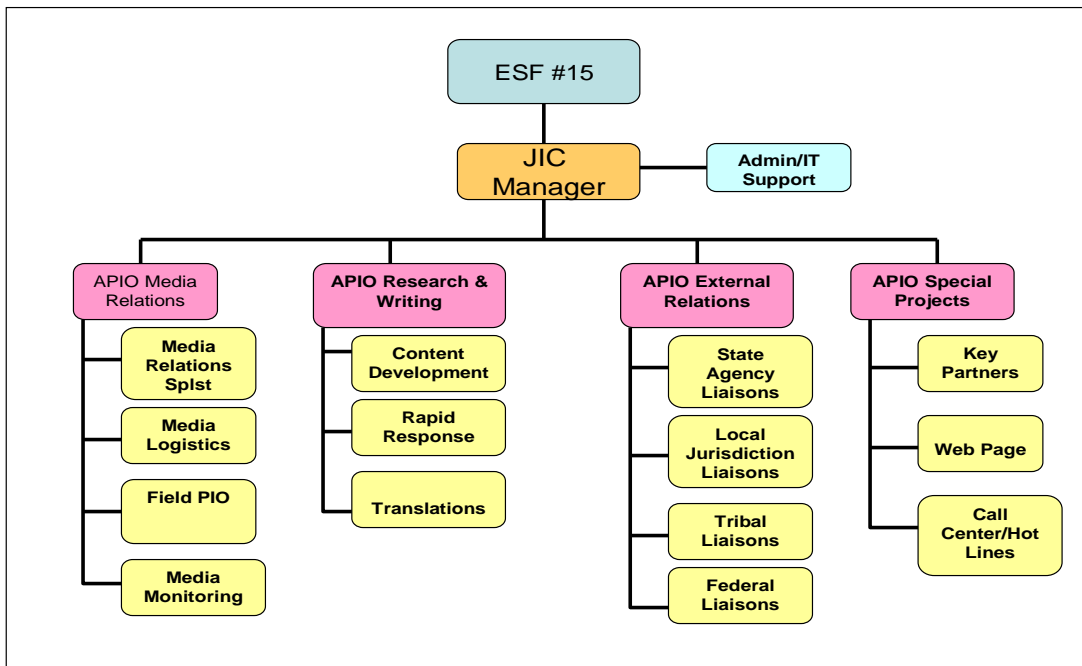 ESF #15
JIC
Manager
Admin/IT
Support
APIO Media
Relations
Media
Relations
Splst
Media
Logistics
Field PIO
Media
Monitoring
APIO Research &
Writing
Content
Development
Rapid
Response
Translations
APIO External
Relations
State
Agency
Liaisons
Local
Jurisdiction
Liaisons
Tribal
Liaisons
Federal
Liaisons
APIO Special
Projects
Key
Partners
Web Page
Call
Center/Hot
Lines